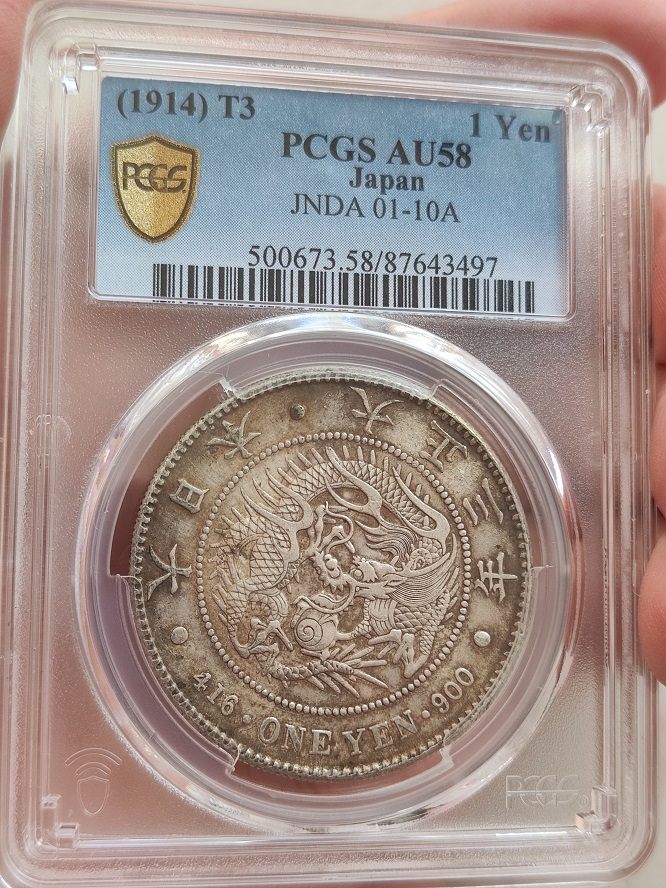 (1914) T3 1 Yen
PCGS AU58
Japan
JNDA 01-10A
PCGS
500673.58/87643497
大日本・大正三年
416・ONE YEN・900
PCGS